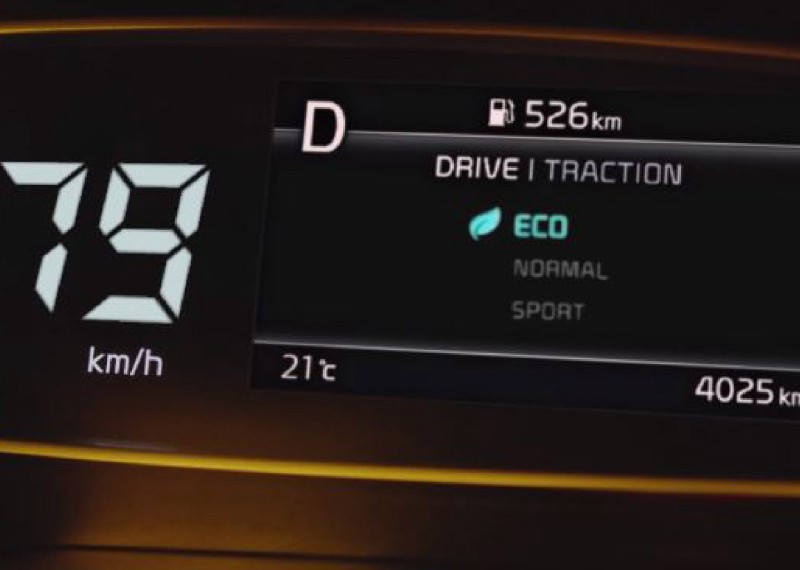 79
km/h
D
526km
DRIVE | TRACTION
ECO
NORMAL
SPORT
21℃
4025km